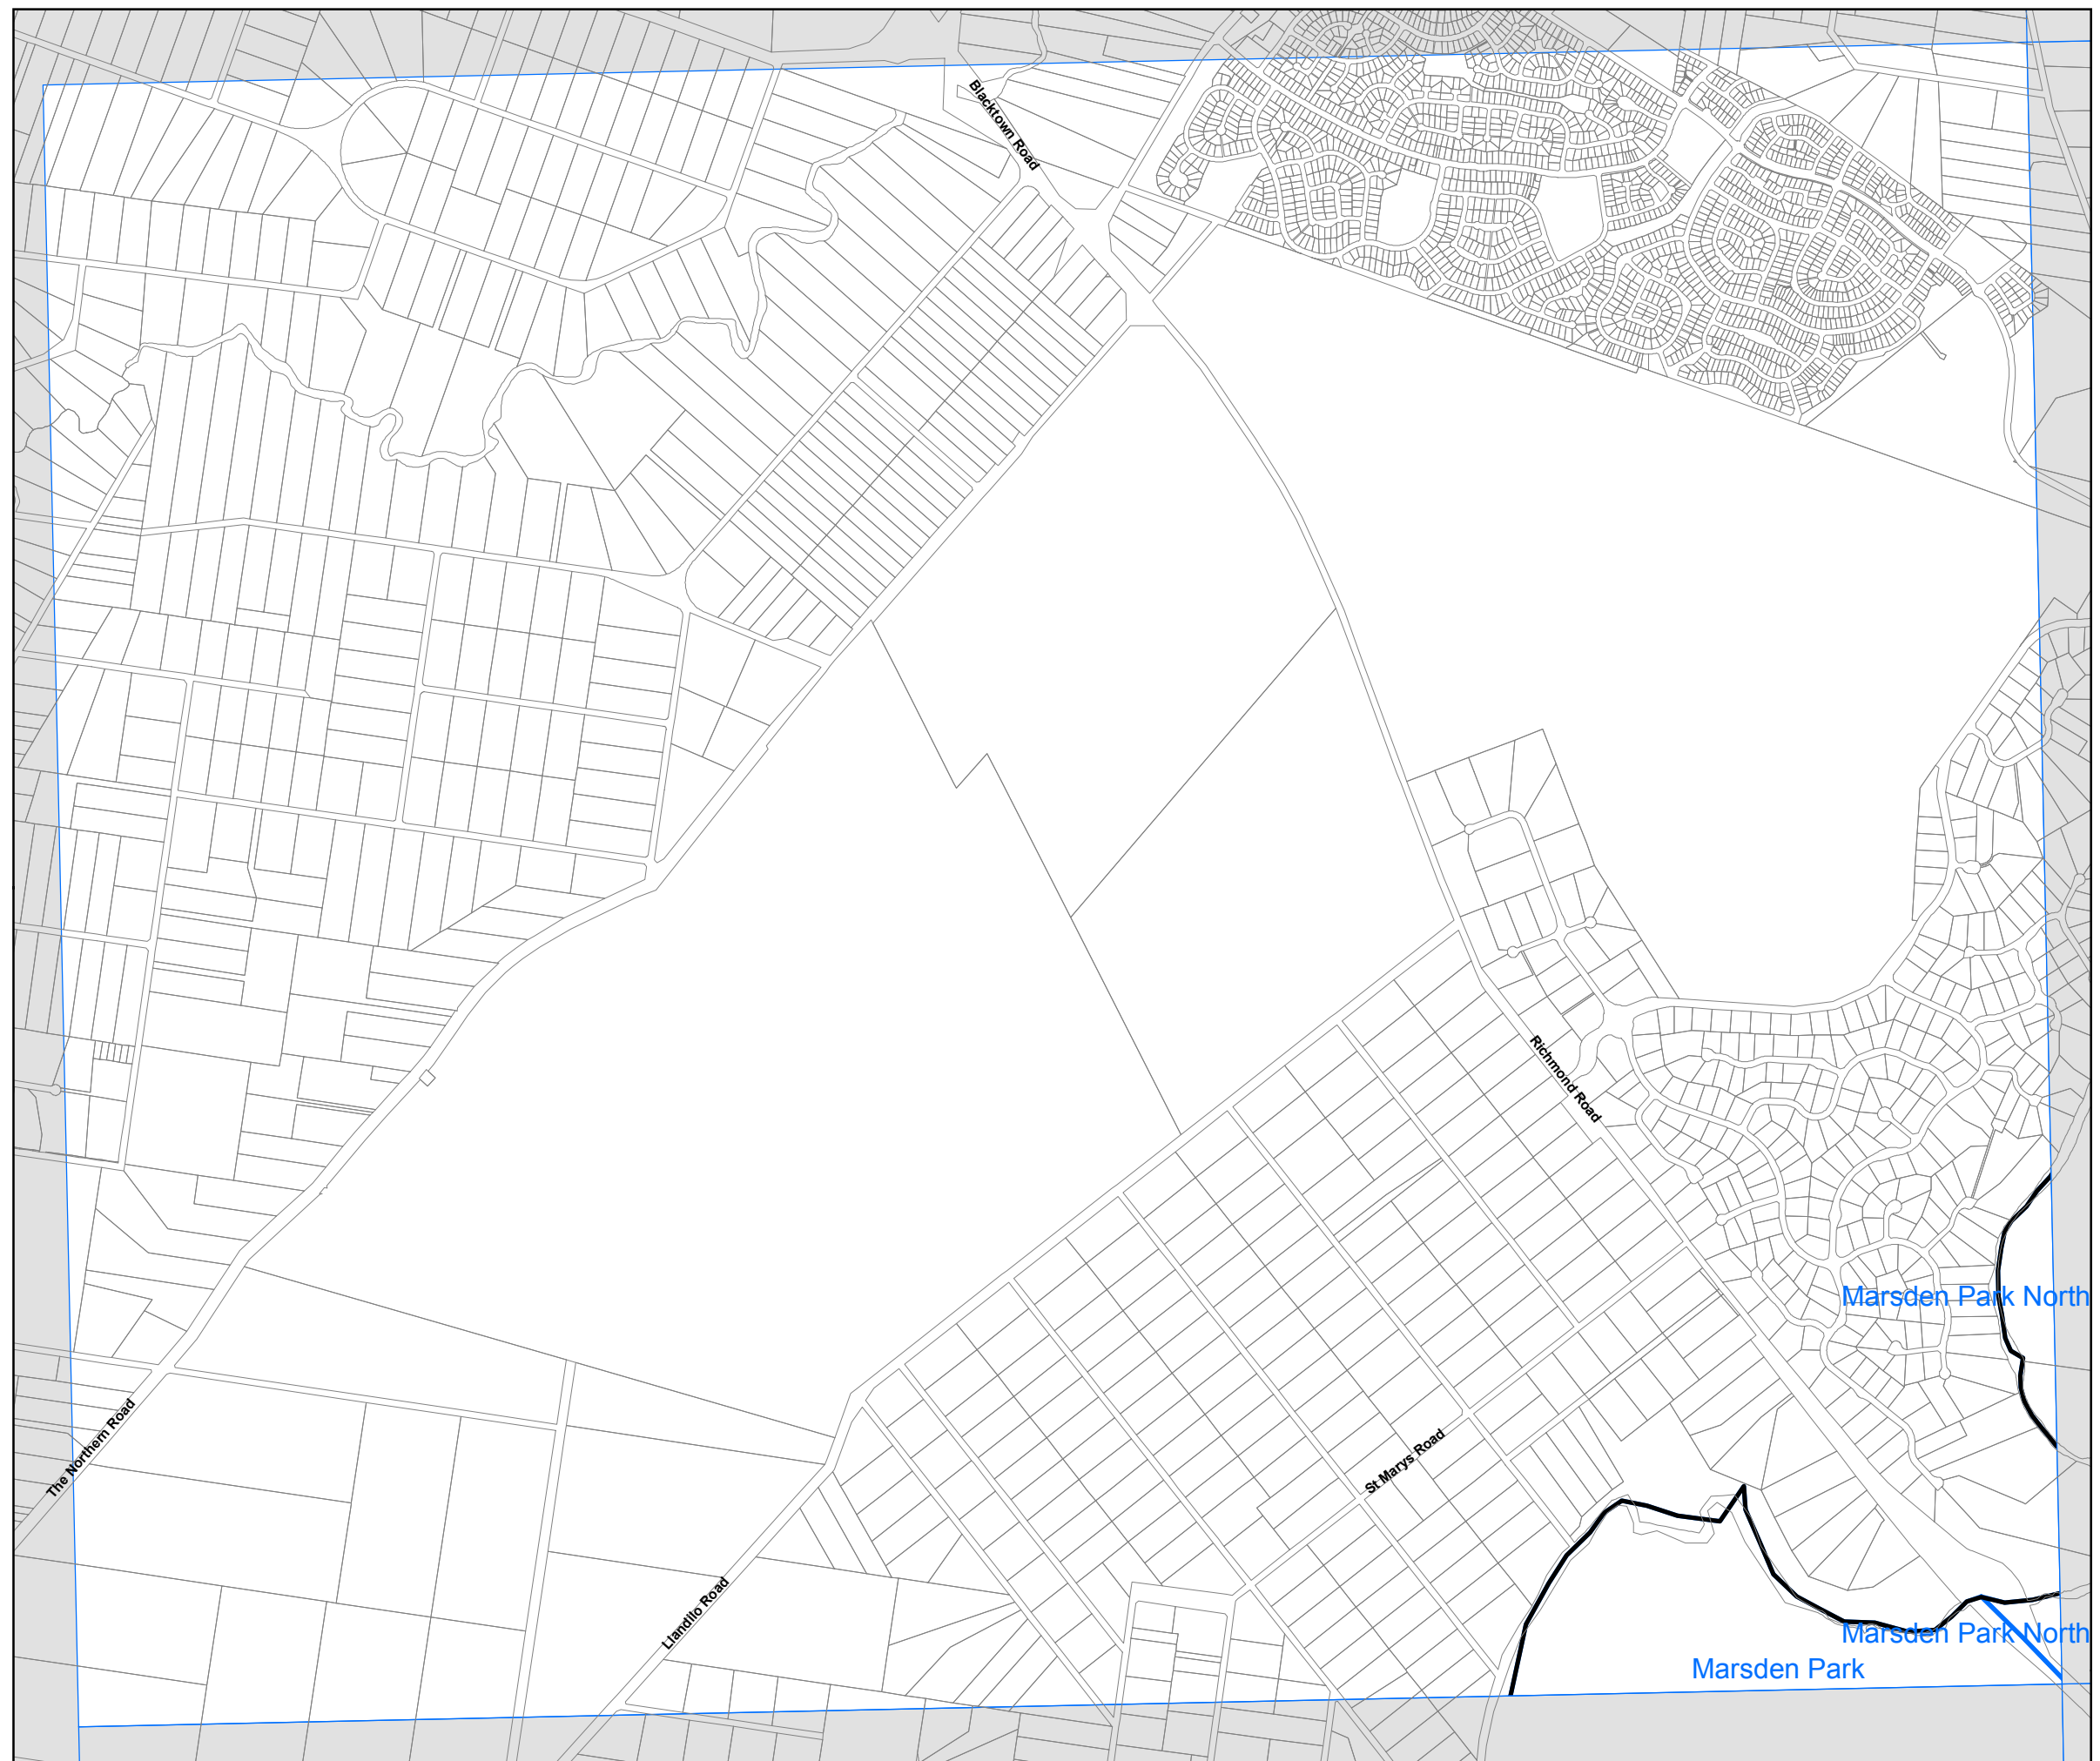 Blacktown Road
Richmond Road
Marsden Park North
The Northern Road
St Marys Road
Llandilo Road
Marsden Park North
Marsden Park